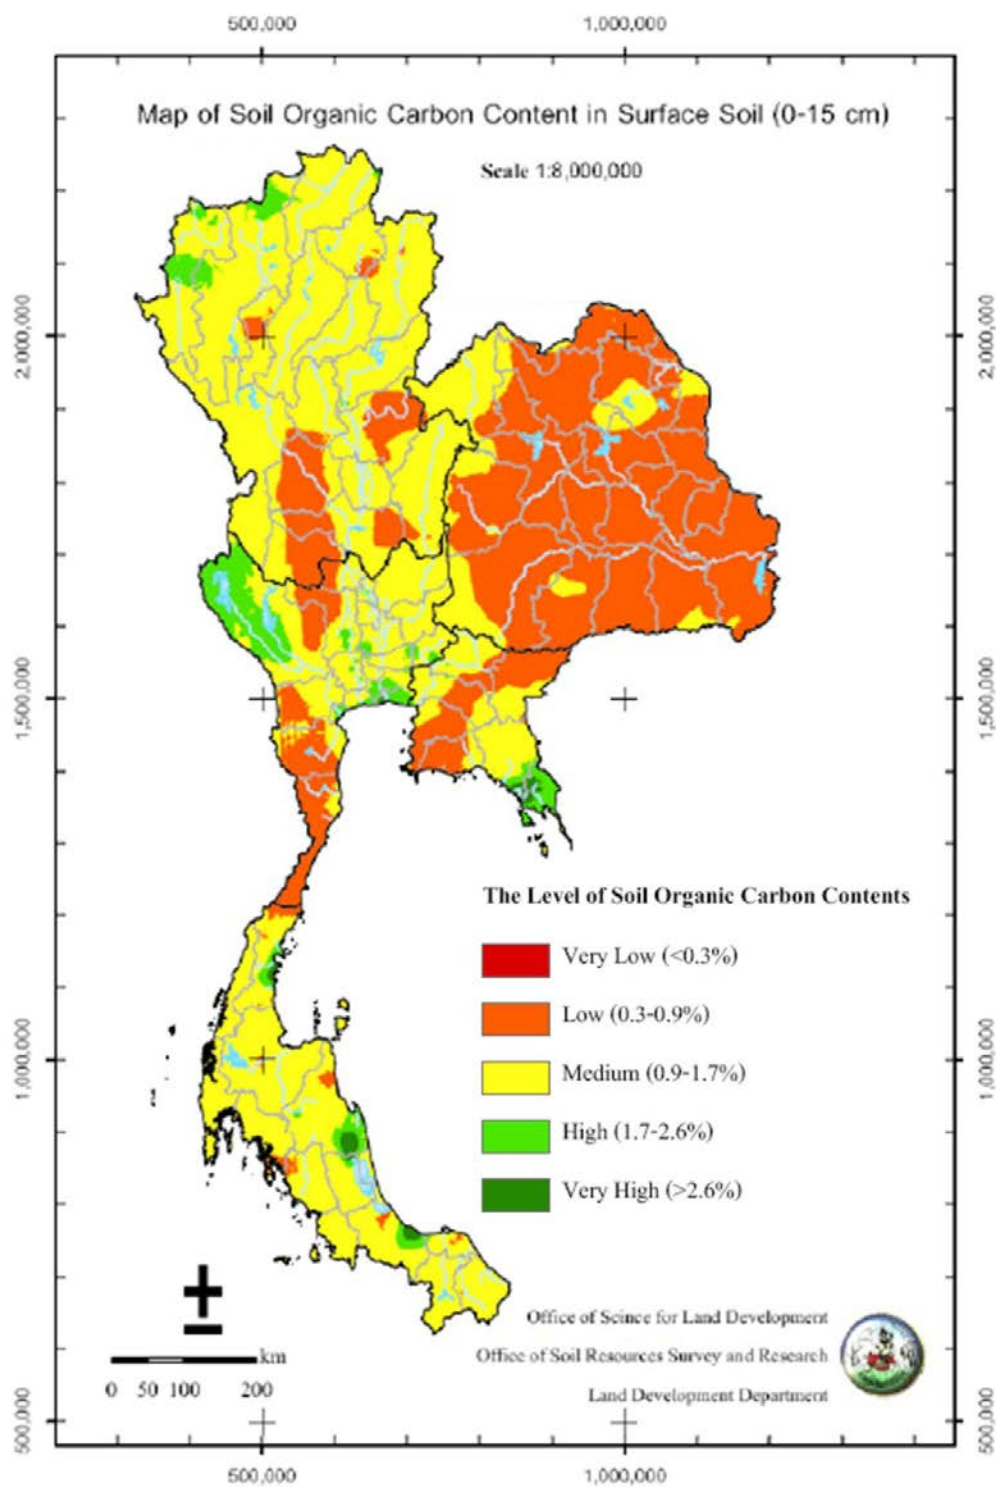 500,000 1,000,000
Map of Soil Organic Carbon Content in Surface Soil (0-15 cm)
Scale 1:8,000,000
2,000,000 2,000,000
1,500,000 1,500,000
The Level of Soil Organic Carbon Contents
Very Low (<0.3%)
Low (0.3-0.9%)
1,000,000 1,000,000
Medium (0.9-1.7%)
High (1.7-2.6%)
Very High (>2.6%)
Office of Scince for Land Development
Office of Soil Resources Survey and Research
km
0 50 100 200
Land Development Department
500,000 500,000
500,000 1,000,000